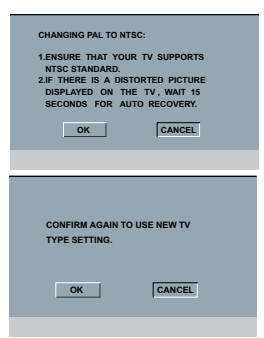 CHANGING PAL TO NTSC:
1.ENSURE THAT YOUR TV SUPPORTS
NTSC STANDARD.
2.IF THERE IS A DISTORTED PICTURE
DISPLAYED ON THE TV, WAIT 15
SECONDS FOR AUTO RECOVERY.
OK CANCEL
CONFIRM AGAIN TO USE NEW TV
TYPE SETTING.
OK CANCEL